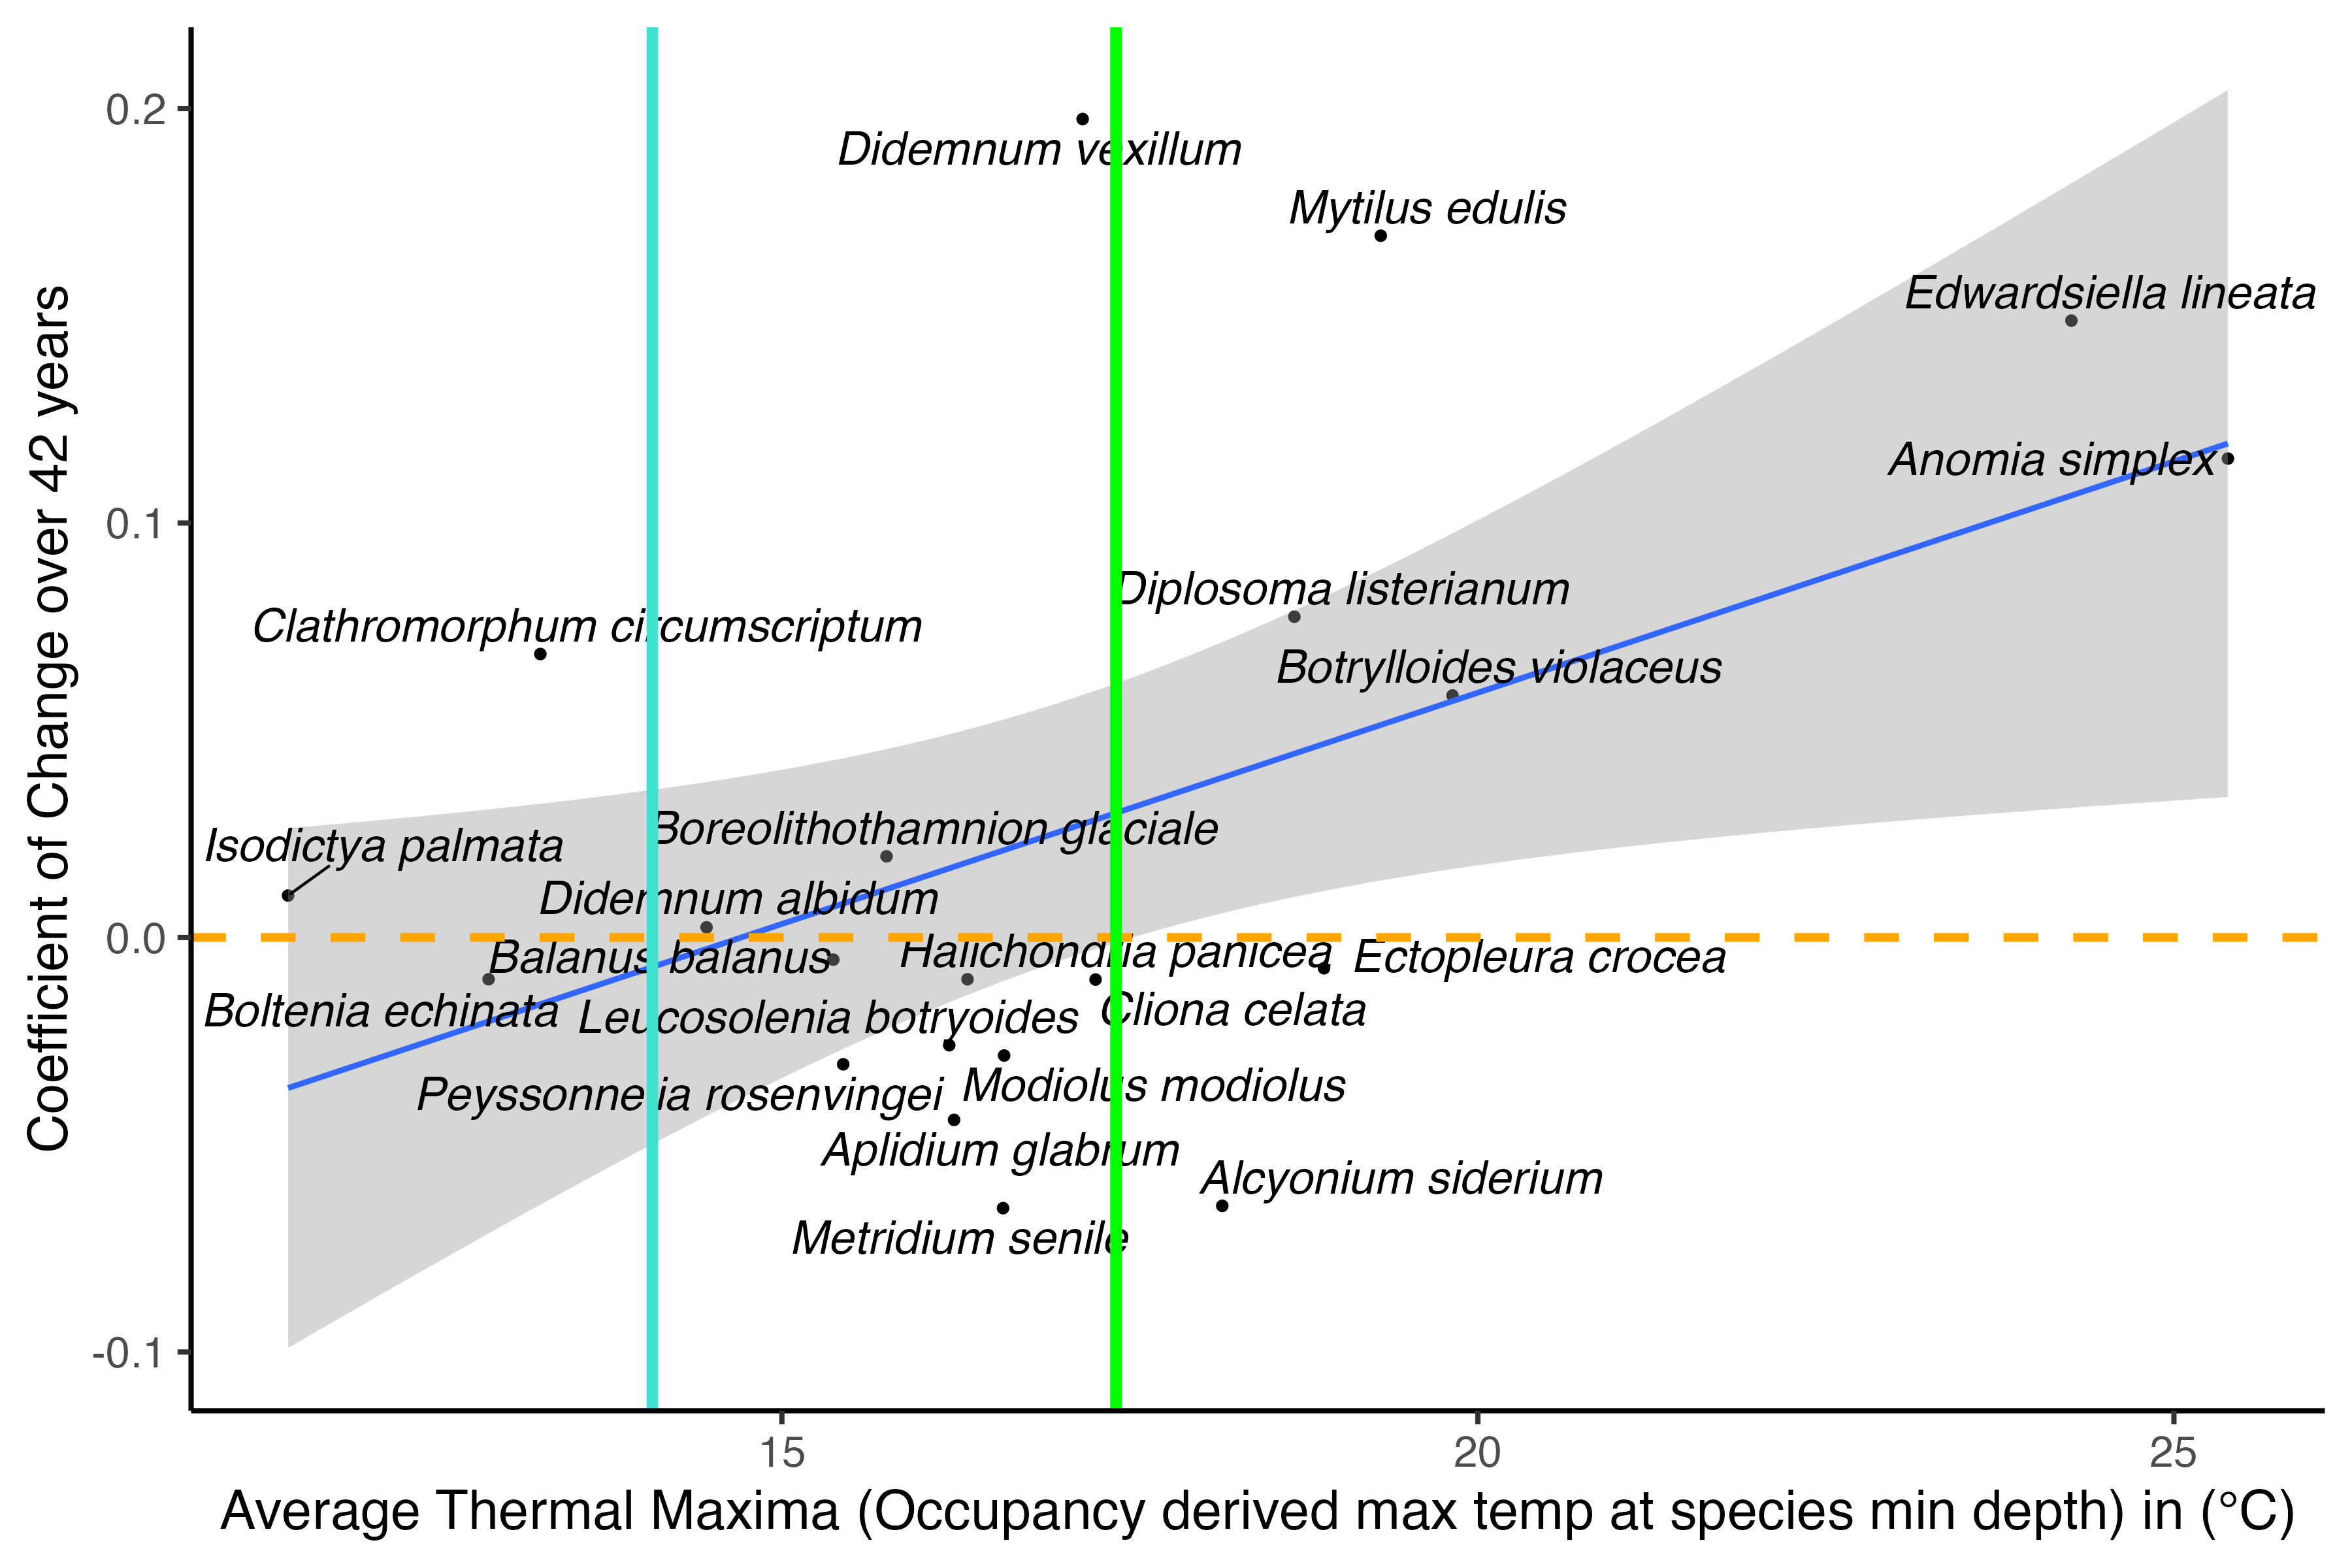 0.2
Didemnum vexillum
Mytilus edulis
Edwardsiella lineata
Anomia simplex
0.1
Diplosoma listerianum
Clathromorphum circumscriptum
Botrylloides violaceus
Boreolithothamnion glaciale
Isodictya palmata
Didemnum albidum
0.0
Balanus balanus
Halichondria panicea
Ectopleura crocea
Boltenia echinata
Leucosolenia botryoides
Cliona celata
Peyssonnelia rosenvingei
Modiolus modiolus
Aplidium glabrum
Alcyonium siderium
Metridium senile
-0.1
15
20
25
Coefficient of Change over 42 years
Average Thermal Maxima (Occupancy derived max temp at species min depth) in (°C)